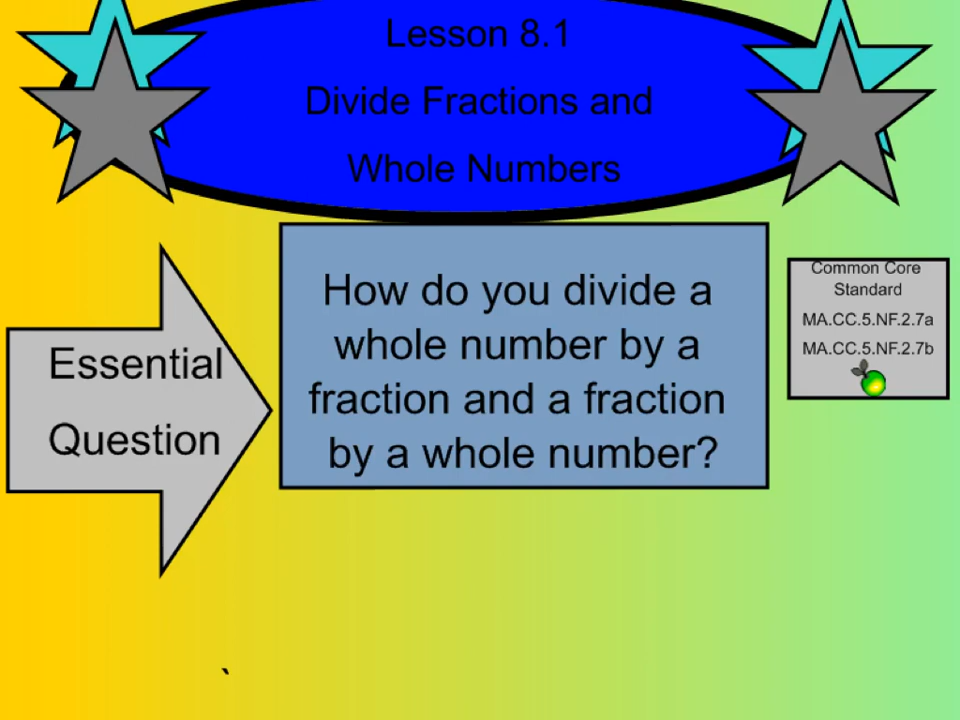 Lesson 8.1
Divide Fractions and
Whole Numbers
Essential
Question
How do you divide a
whole number by a
fraction and a fraction
by a whole number?
Common Core
Standard
MA.CC.5.NF.2.7a
MA.CC.5.NF.2.7b
`